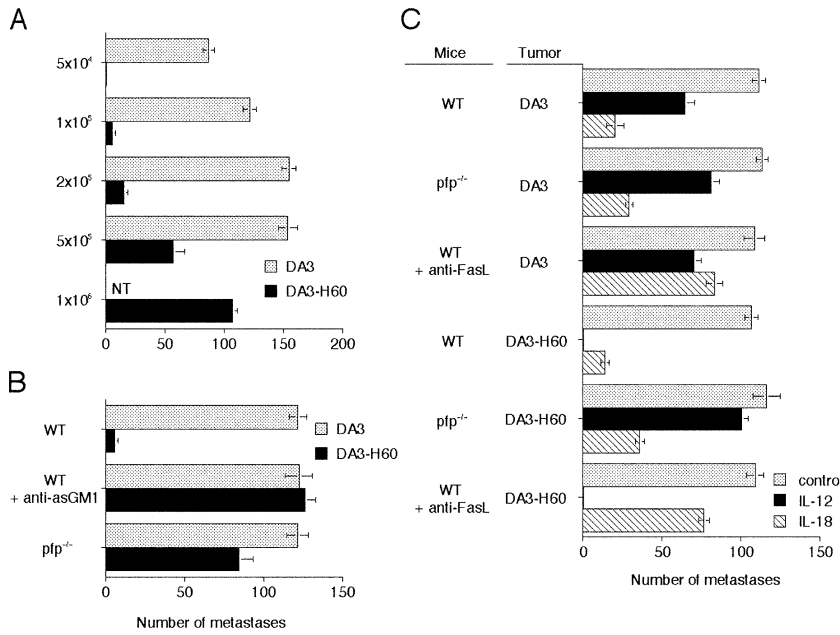 A
5x10⁴
1x10⁵
2x10⁵
5x10⁵
1x10⁶
NT
DA3
DA3-H60
0 50 100 150 200
B
WT
WT
+ anti-asGM1
pfp⁻/⁻
DA3
DA3-H60
0 50 100 150
Number of metastases
C
Mice Tumor
WT DA3
pfp⁻/⁻ DA3
WT
+ anti-FasL DA3
WT DA3-H60
pfp⁻/⁻ DA3-H60
WT
+ anti-FasL DA3-H60
contro
IL-12
IL-18
0 50 100 150
Number of metastases